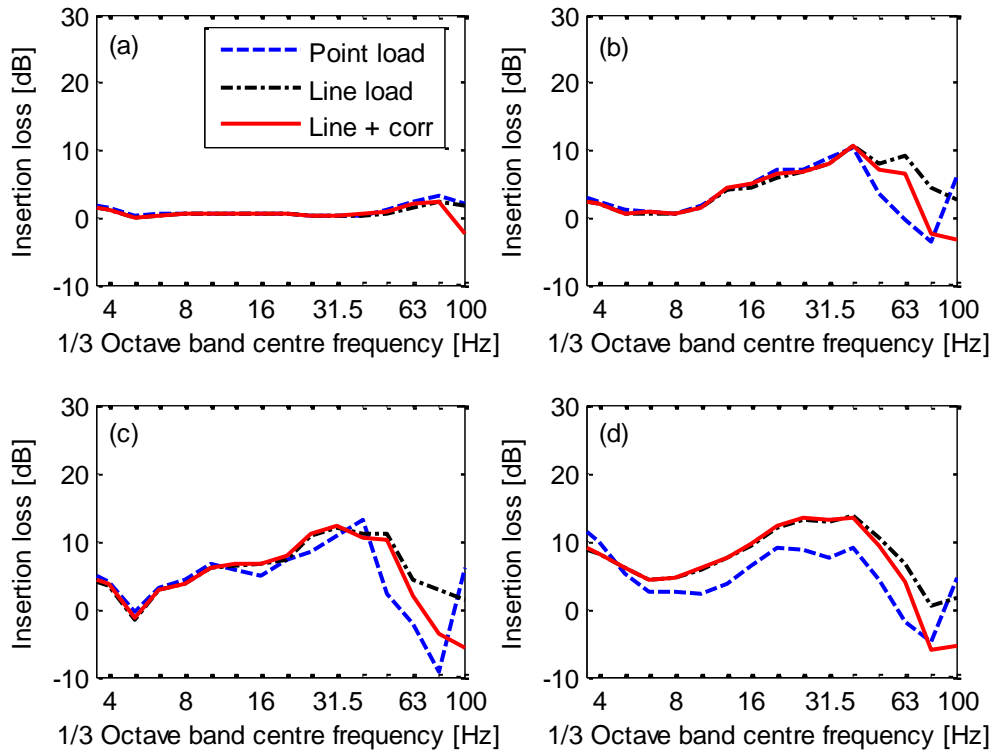 (a)
Point load
Line load
Line + corr
30
20
10
0
-10
Insertion loss [dB]
4 8 16 31.5 63 100
1/3 Octave band centre frequency [Hz]
(b)
30
20
10
0
-10
Insertion loss [dB]
4 8 16 31.5 63 100
1/3 Octave band centre frequency [Hz]
(c)
30
20
10
0
-10
Insertion loss [dB]
4 8 16 31.5 63 100
1/3 Octave band centre frequency [Hz]
(d)
30
20
10
0
-10
Insertion loss [dB]
4 8 16 31.5 63 100
1/3 Octave band centre frequency [Hz]